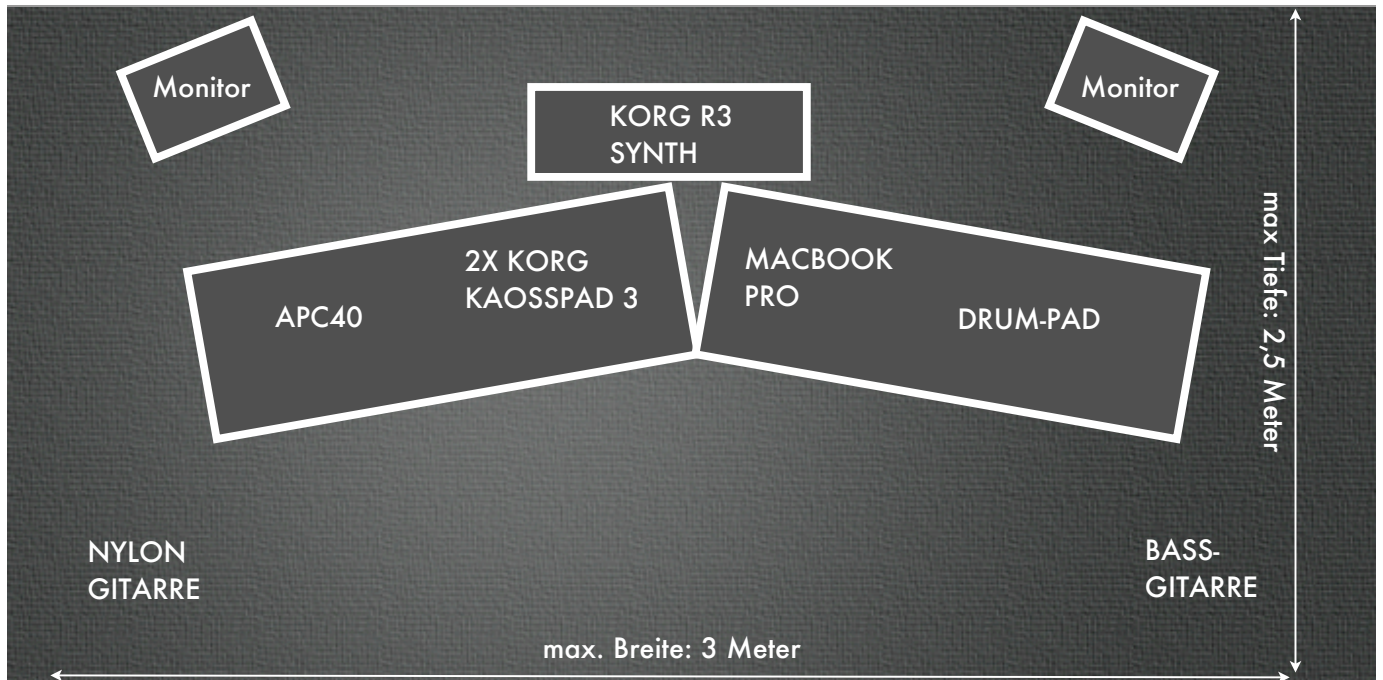 Monitor
Monitor
KORG R3
SYNTH
2X KORG
KAOSSPAD 3
MACBOOK
PRO
APC40
DRUM-PAD
max Tiefe: 2,5 Meter
NYLON
GITARRE
BASS-
GITARRE
max. Breite: 3 Meter